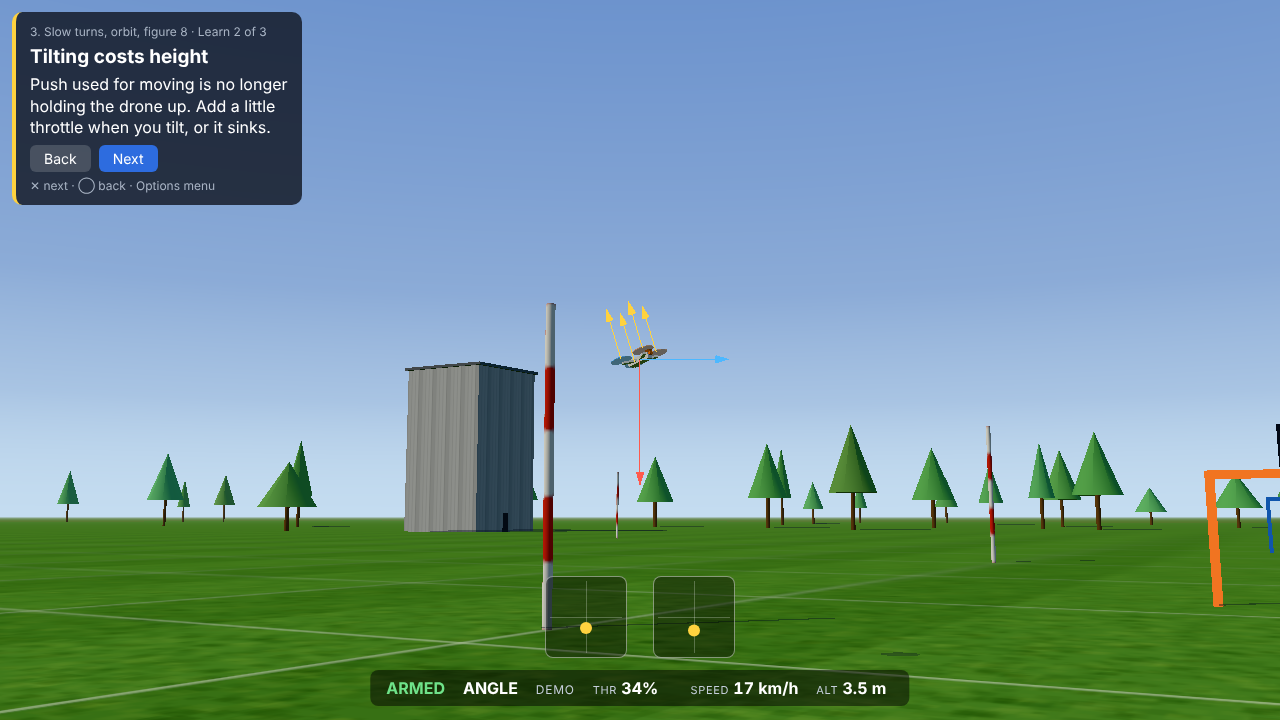 3. Slow turns, orbit, figure 8 · Learn 2 of 3
Tilting costs height
Push used for moving is no longer
holding the drone up. Add a little
throttle when you tilt, or it sinks.
Back Next
✕ next · ◯ back · Options menu
ARMED ANGLE DEMO THR 34% SPEED 17 km/h ALT 3.5 m